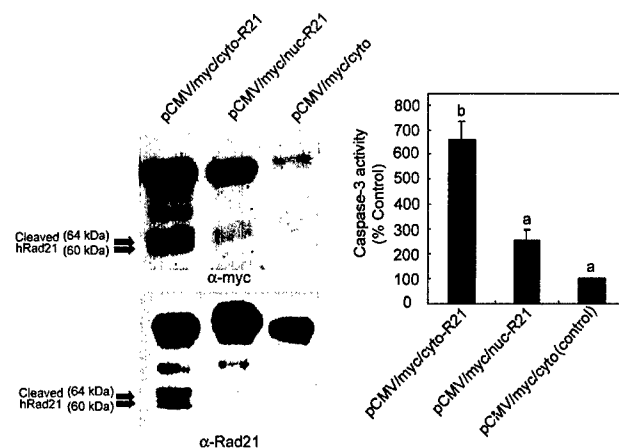 pCMV/myc/cyto-R21
pCMV/myc/nuc-R21
pCMV/myc/cyto
Cleaved (64 kDa)
hRad21 (60 kDa)
α-myc
Cleaved (64 kDa)
hRad21 (60 kDa)
α-Rad21
Caspase-3 activity
(% Control)
800
700
600
500
400
300
200
100
0
b
a
a
pCMV/myc/cyto-R21
pCMV/myc/nuc-R21
pCMV/myc/cyto (control)